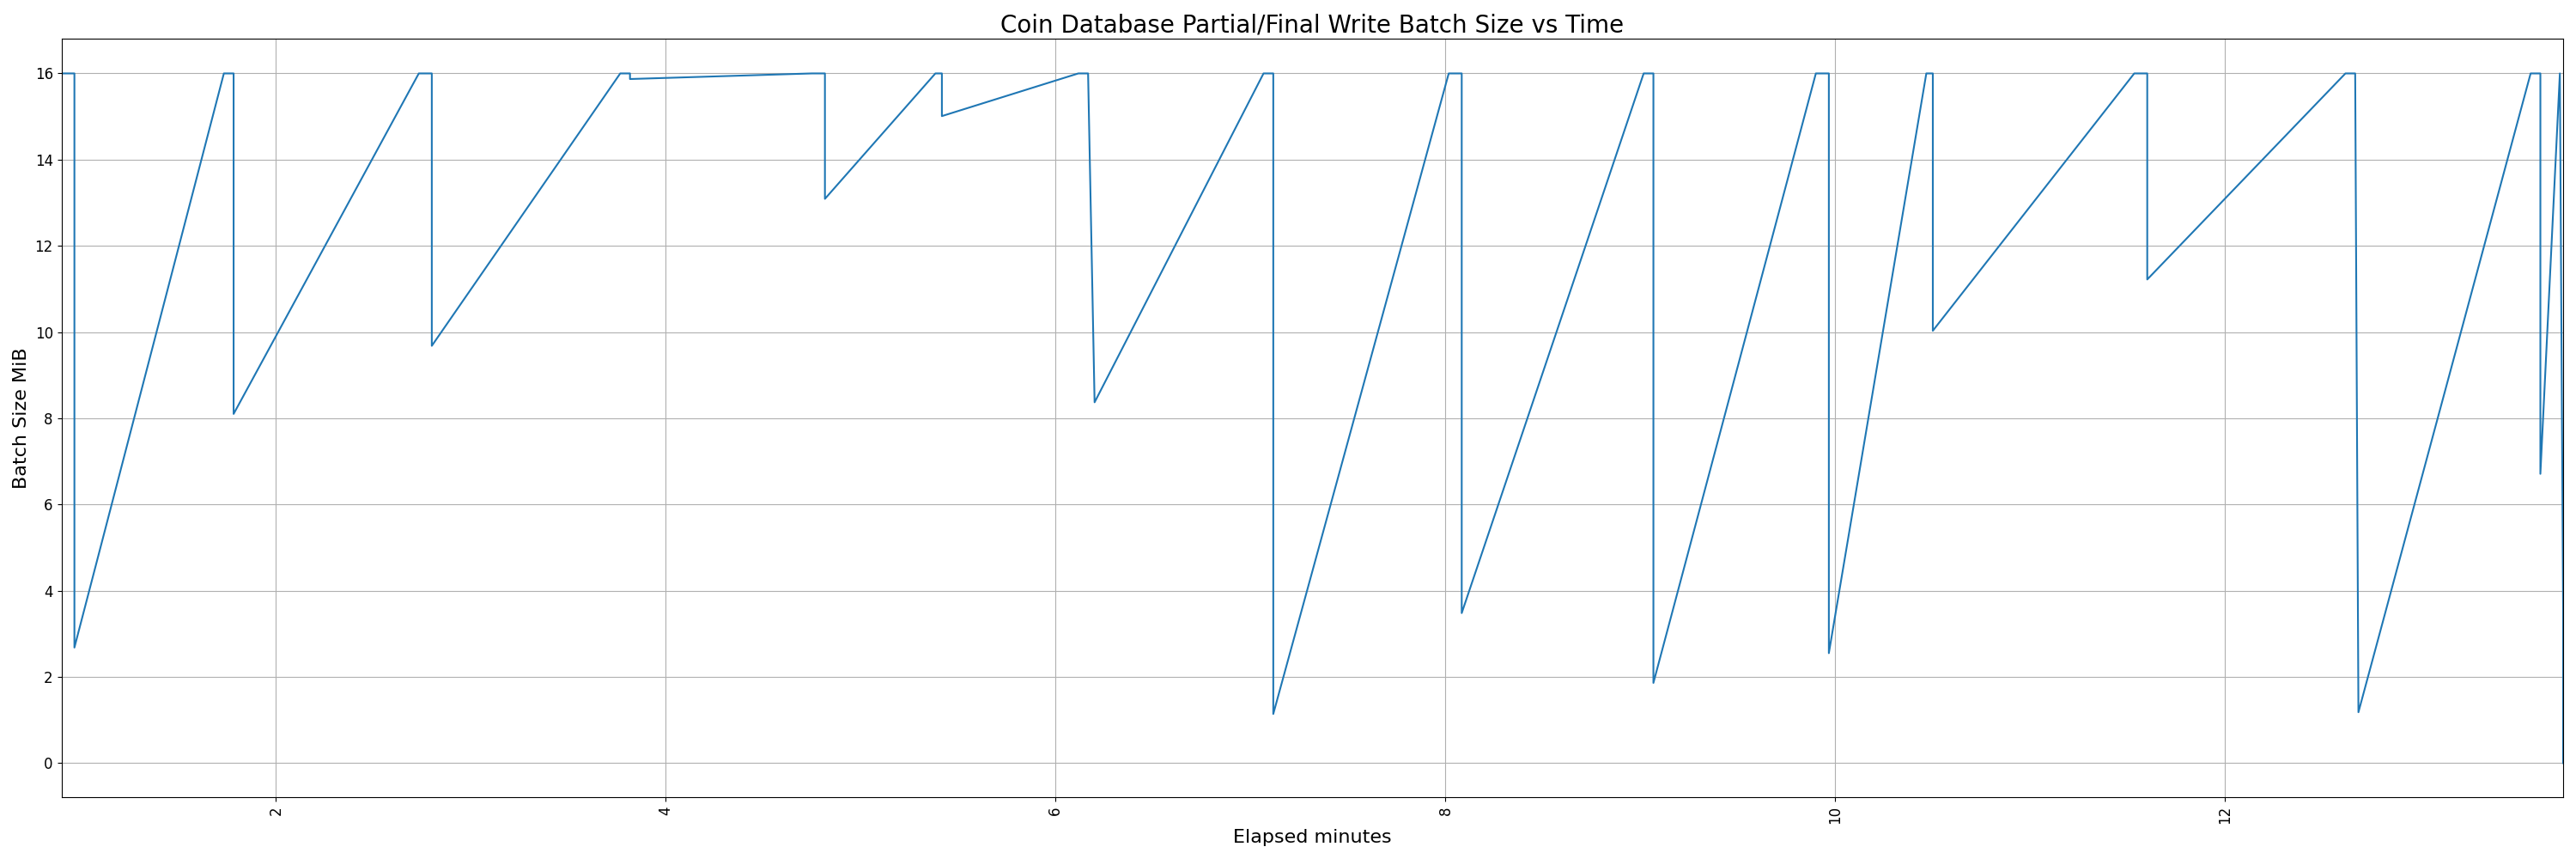 Coin Database Partial/Final Write Batch Size vs Time
Batch Size MiB
16
14
12
10
8
6
4
2
0
2 4 6 8 10 12
Elapsed minutes